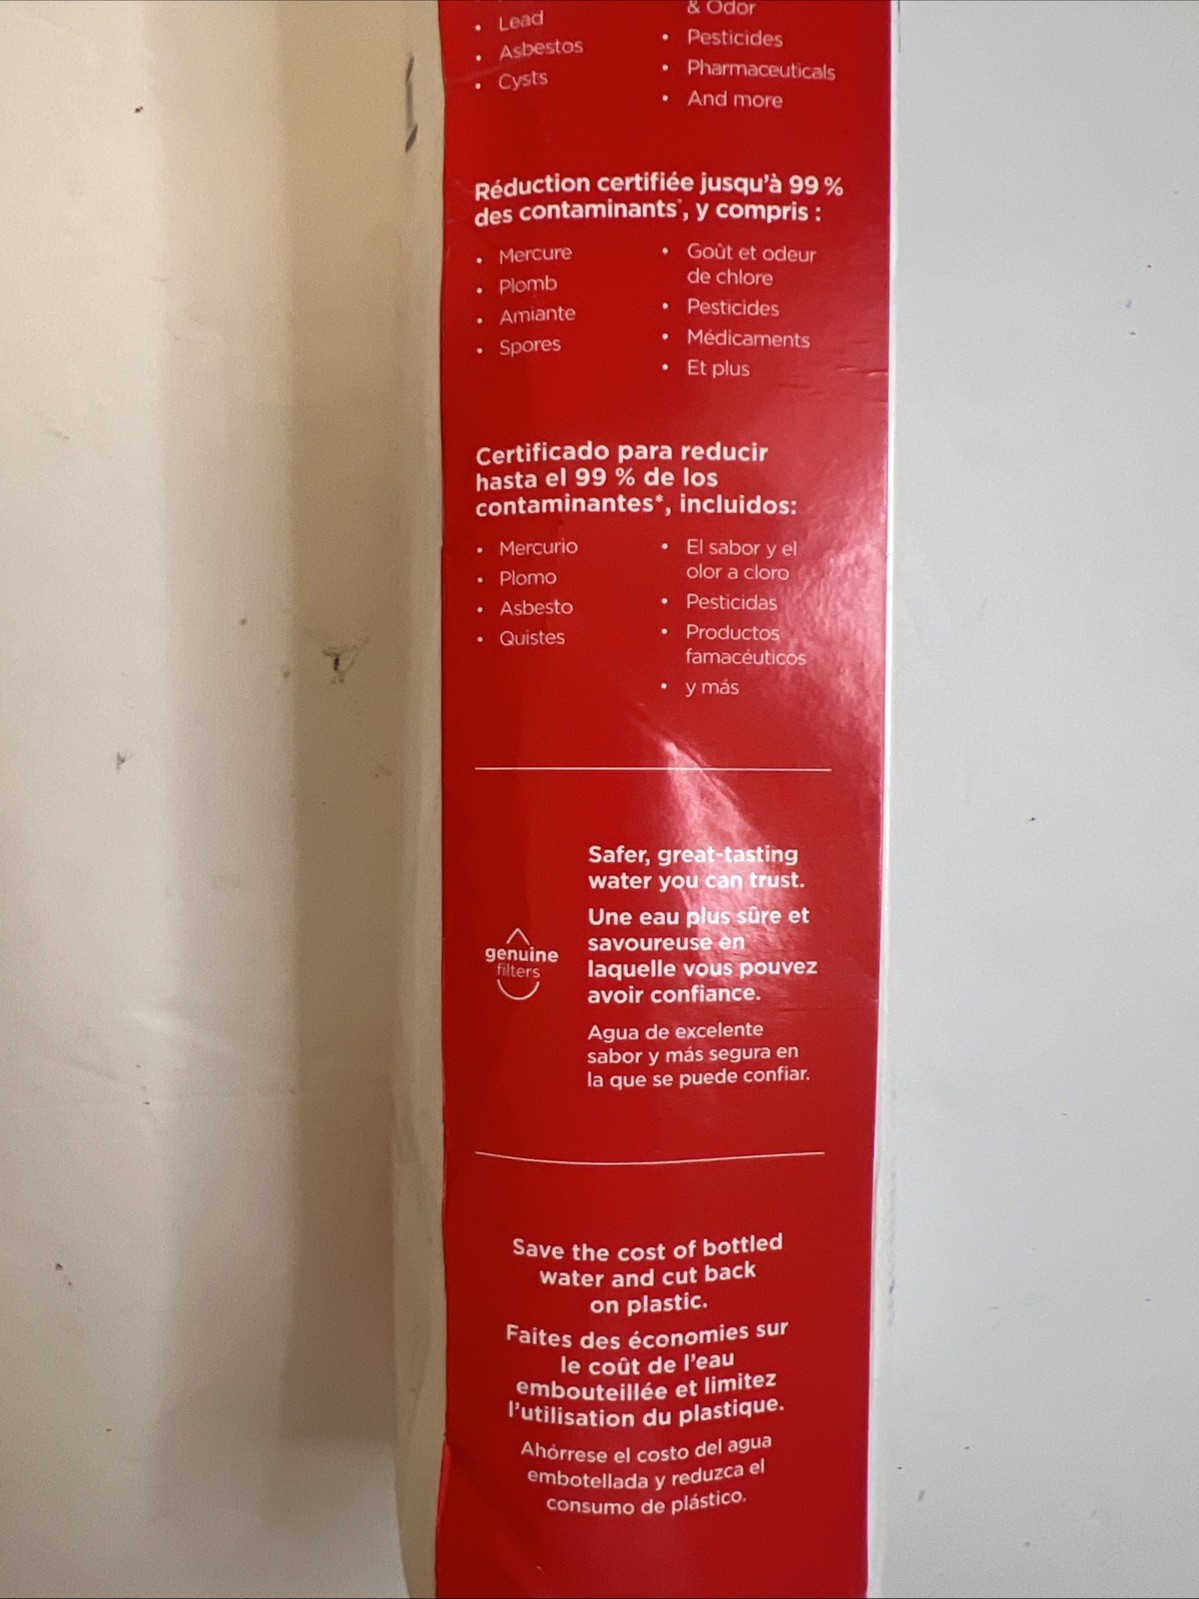 • Lead
• Asbestos
• Cysts
& Odor
• Pesticides
• Pharmaceuticals
• And more
Réduction certifiée jusqu'à 99 %
des contaminants*, y compris :
• Mercure
• Plomb
• Amiante
• Spores
• Goût et odeur
de chlore
• Pesticides
• Médicaments
• Et plus
Certificado para reducir
hasta el 99 % de los
contaminantes*, incluidos:
• Mercurio
• Plomo
• Asbesto
• Quistes
• El sabor y el
olor a cloro
• Pesticidas
• Productos
famacéuticos
• y más
genuine
filters
Safer, great-tasting
water you can trust.
Une eau plus sûre et
savoureuse en
laquelle vous pouvez
avoir confiance.
Agua de excelente
sabor y más segura en
la que se puede confiar.
Save the cost of bottled
water and cut back
on plastic.
Faites des économies sur
le coût de l'eau
embouteillée et limitez
l'utilisation du plastique.
Ahórrese el costo del agua
embotellada y reduzca el
consumo de plástico.